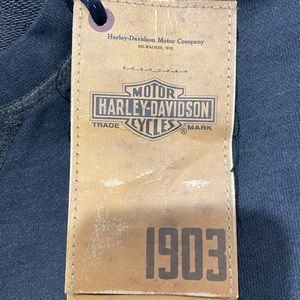 Harley-Davidson Motor Company
MILWAUKEE, WIS.
MOTOR
HARLEY-DAVIDSON
CYCLES
TRADE MARK
®
1903